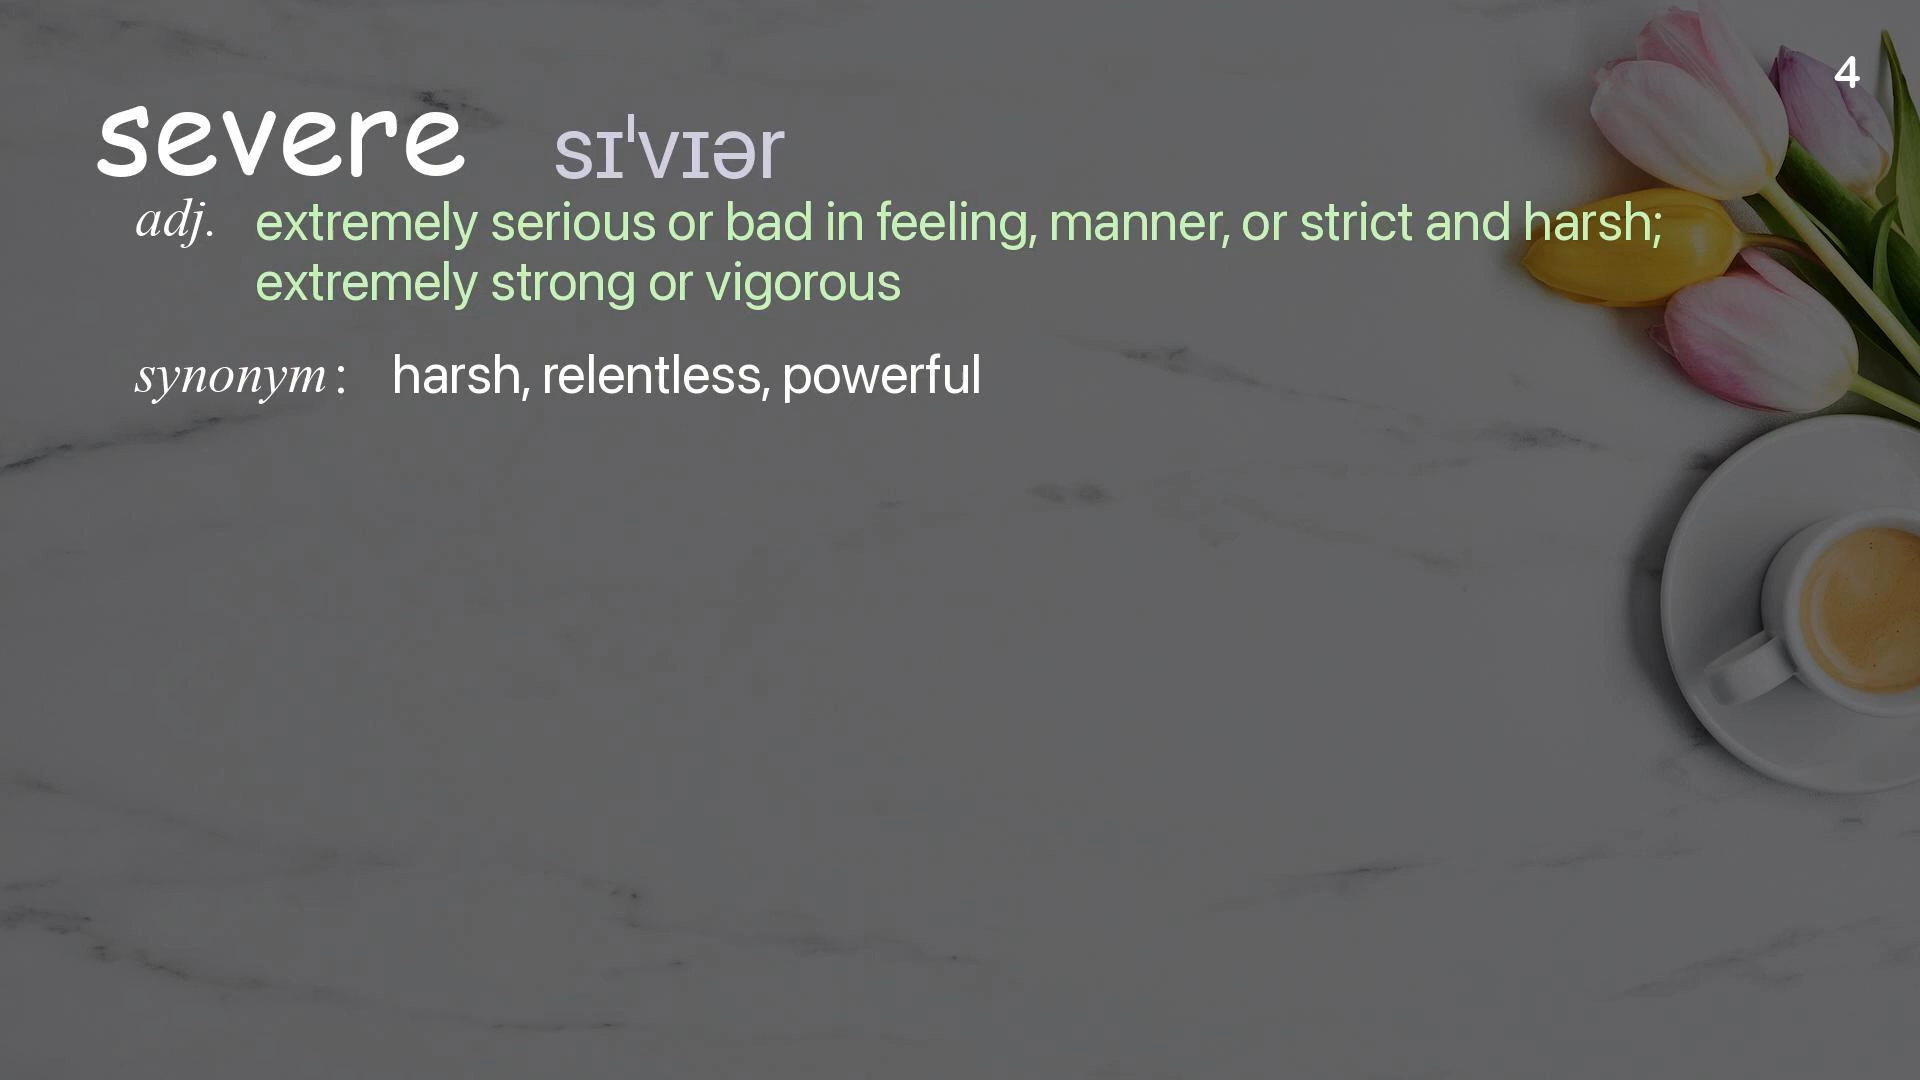 4
severe sɪˈvɪər
adj. extremely serious or bad in feeling, manner, or strict and harsh;
extremely strong or vigorous
synonym : harsh, relentless, powerful